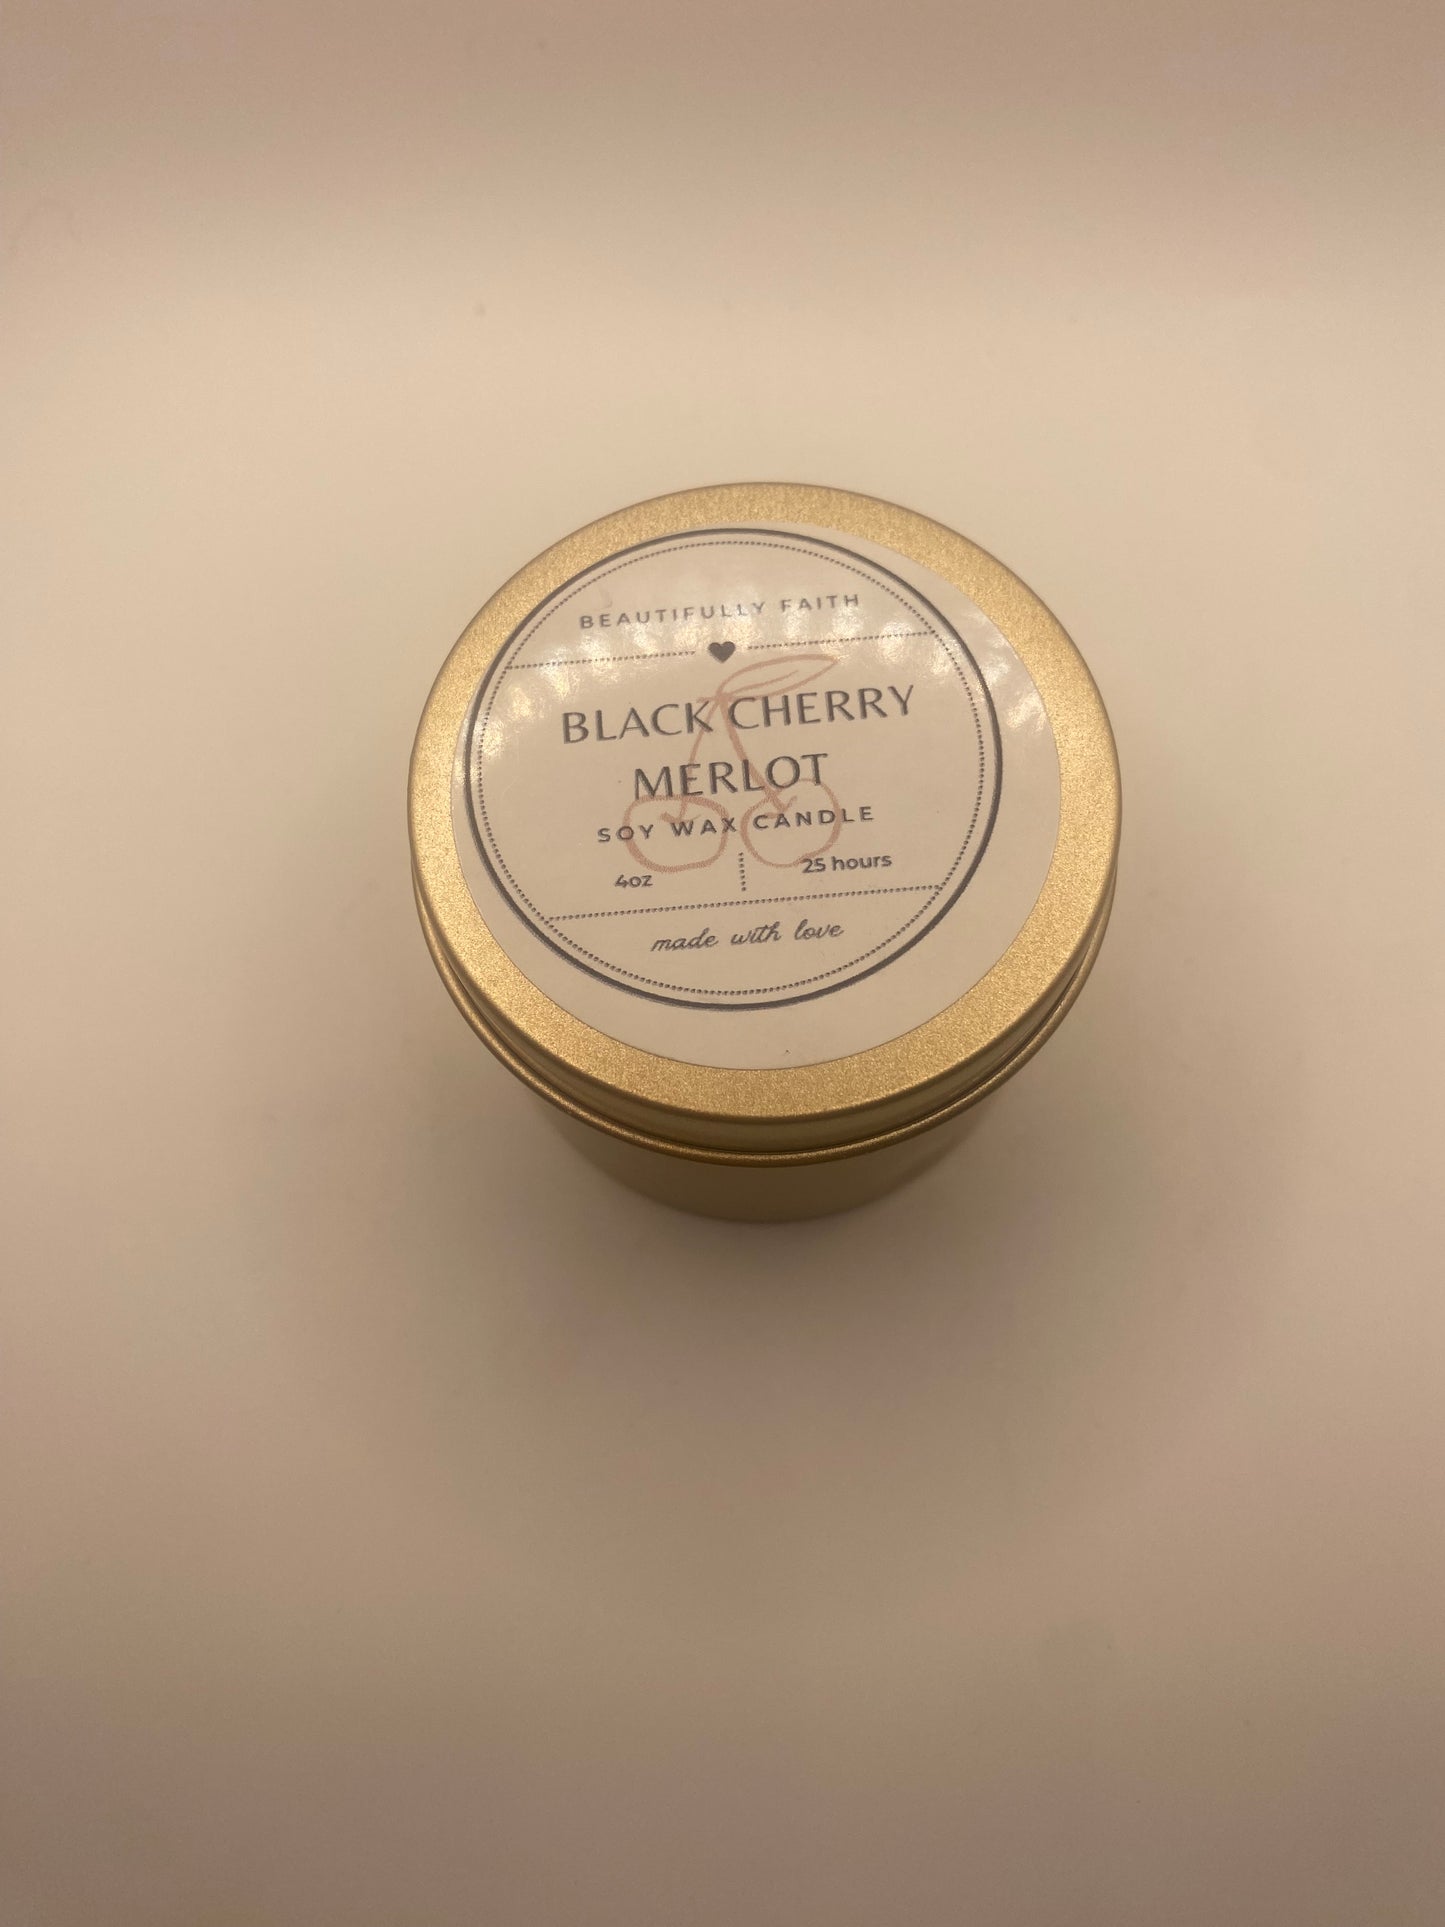 BEAUTIFULLY FAITH
BLACK CHERRY
MERLOT
SOY WAX CANDLE
4oz 25 hours
made with love